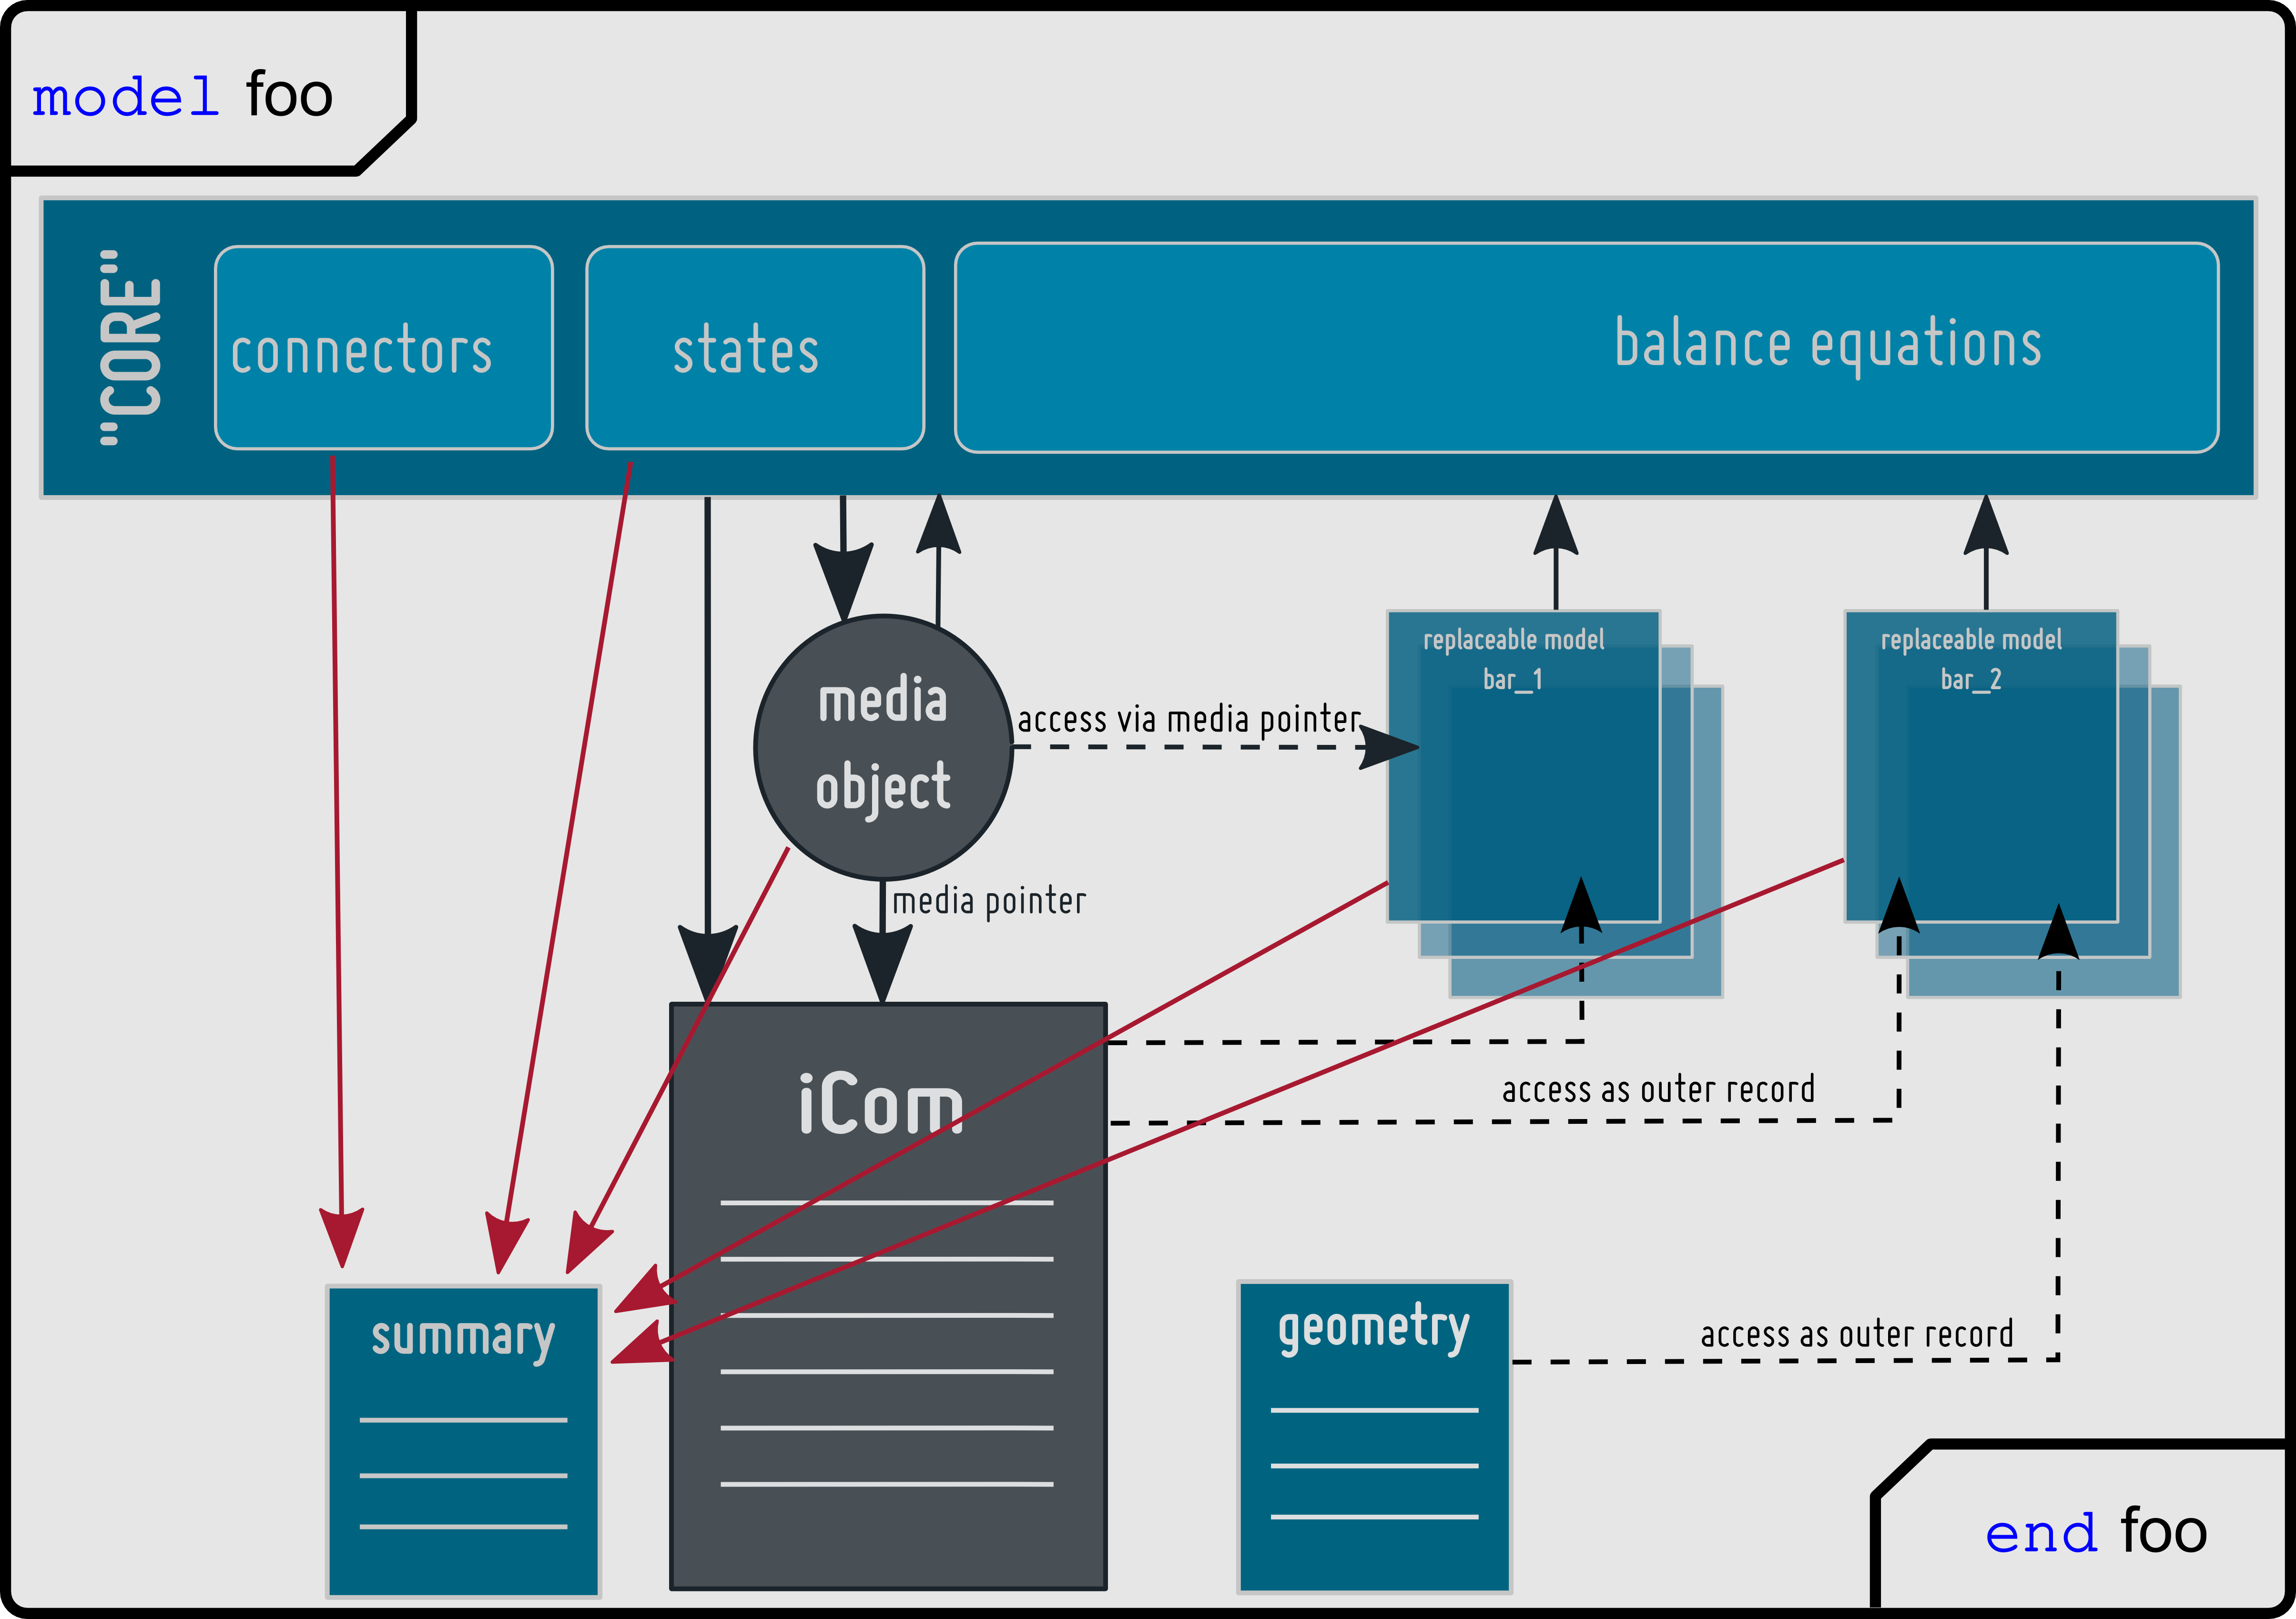 model foo
"CORE"
connectors
states
balance equations
media
object
access via media pointer
replaceable model
bar_1
replaceable model
bar_2
media pointer
iCom
access as outer record
summary
geometry
access as outer record
end foo